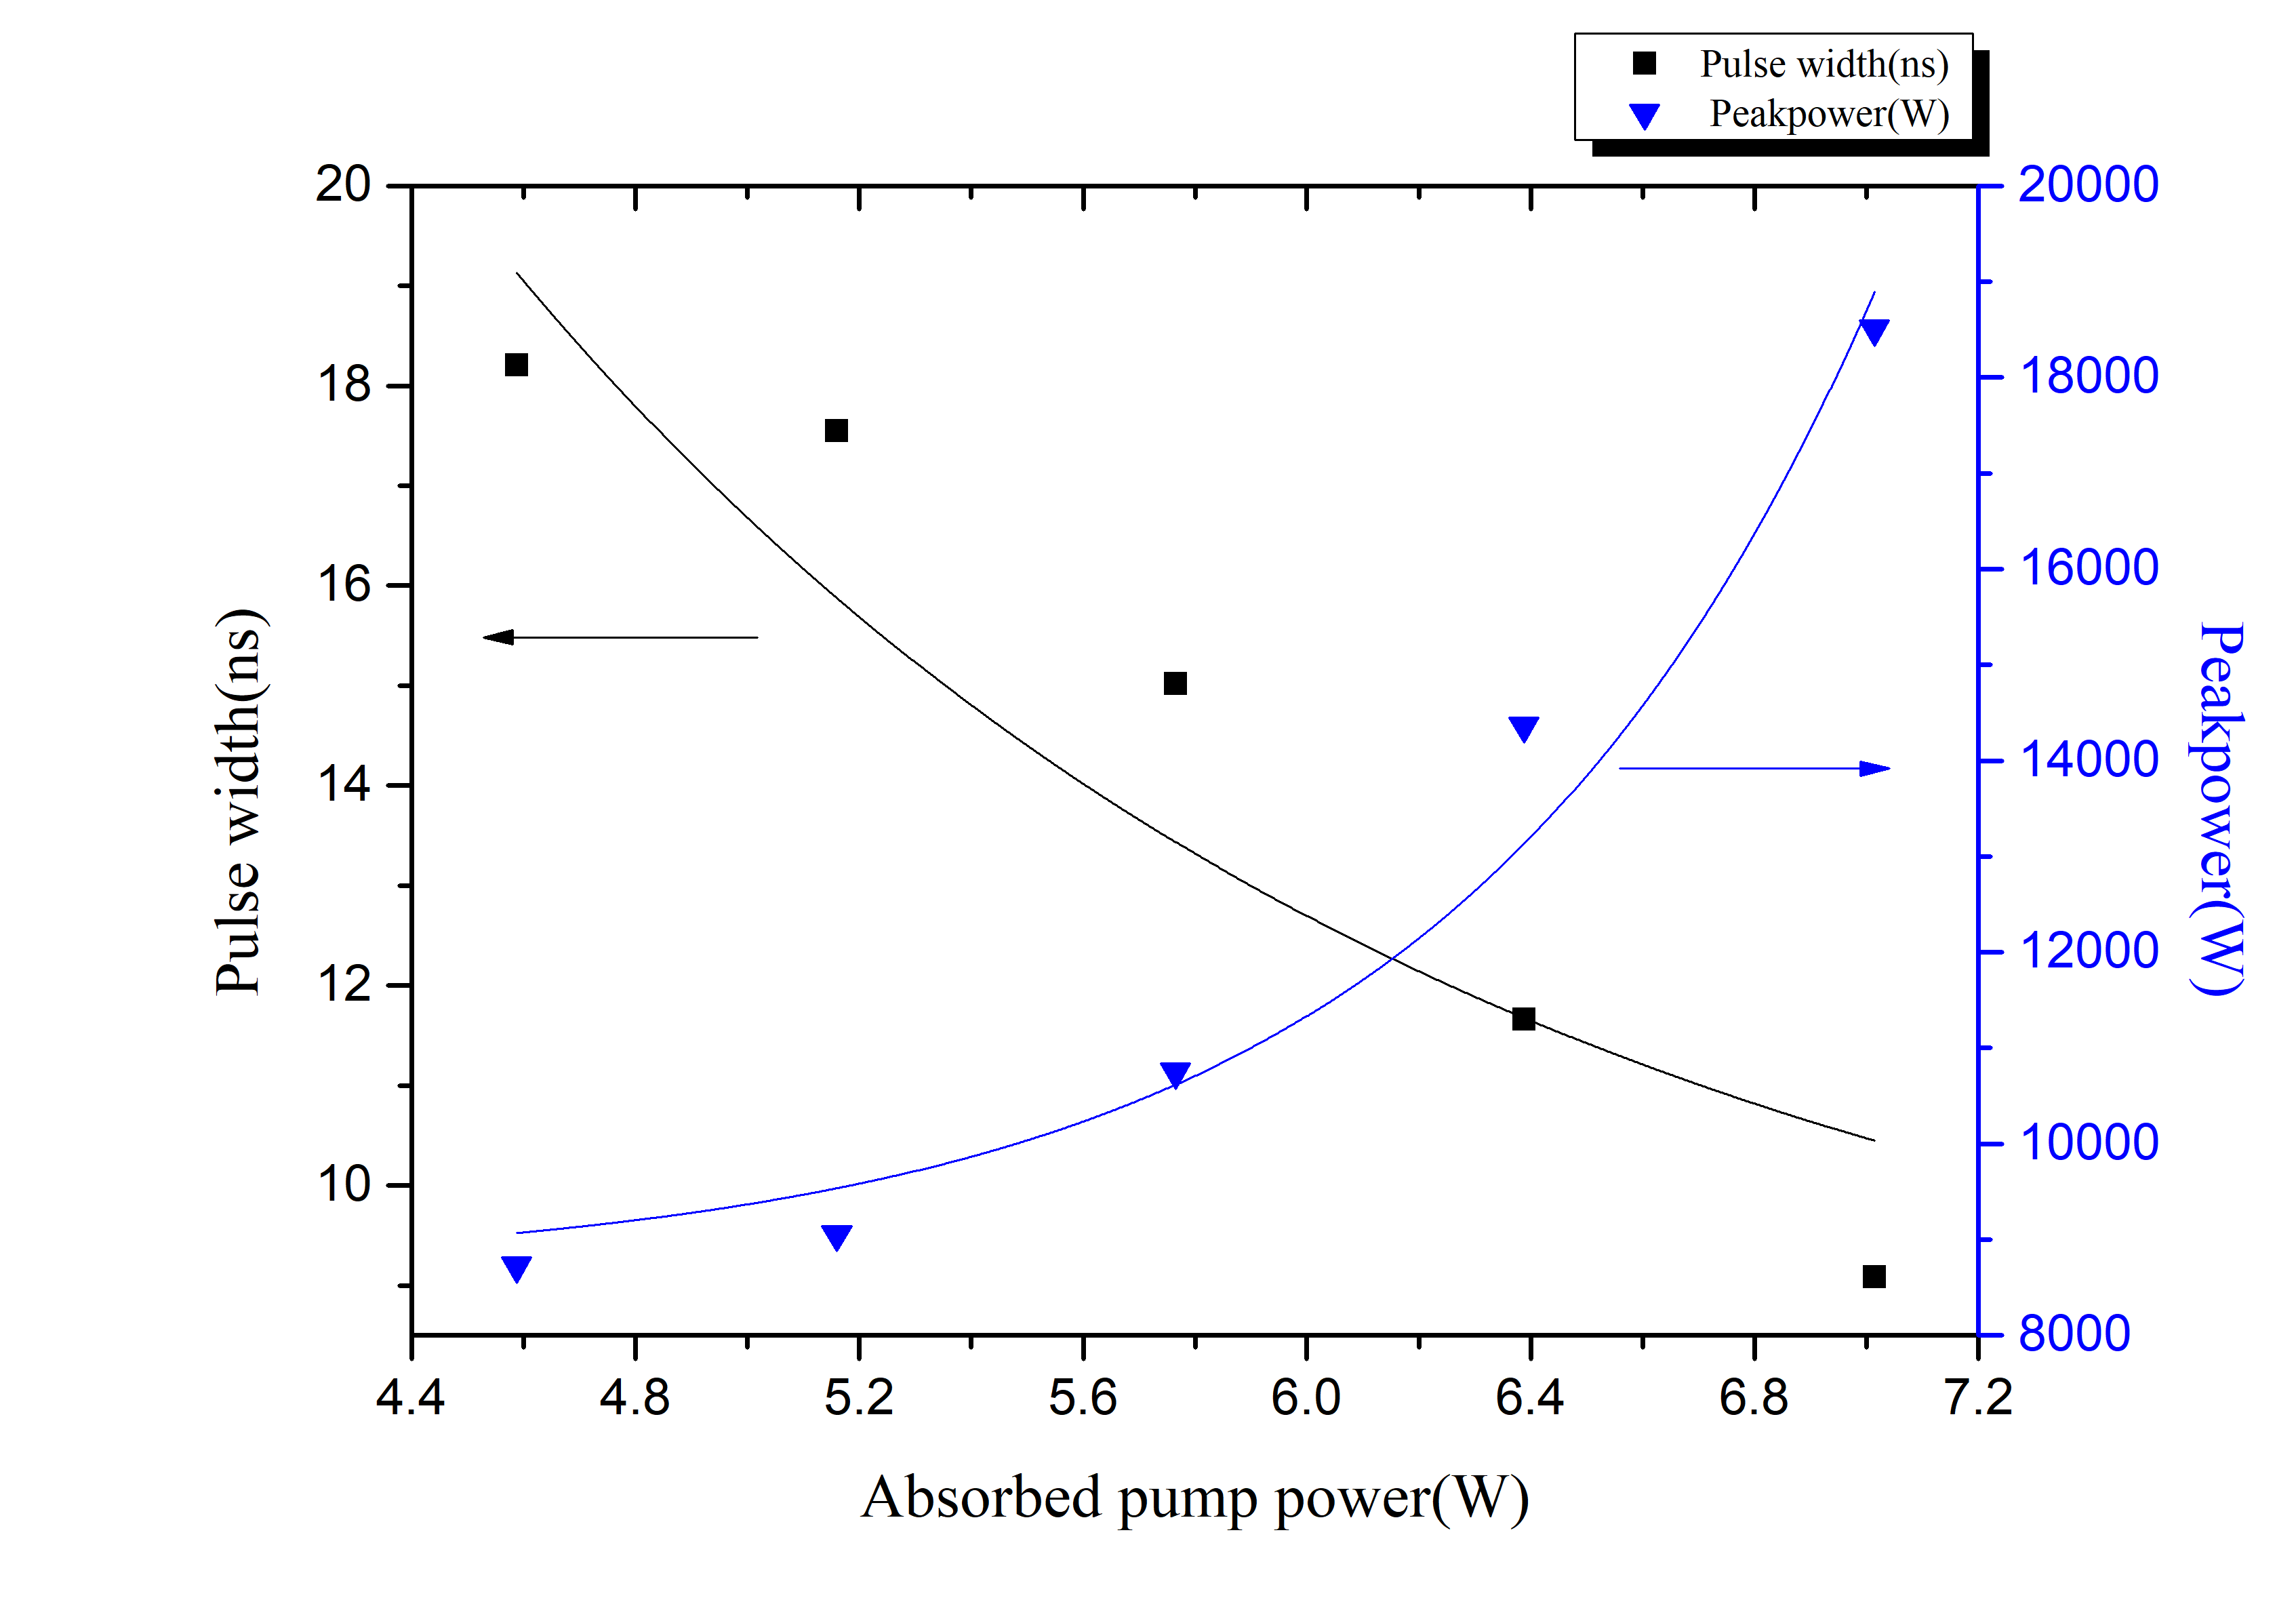 Pulse width(ns)
Peakpower(W)
20
18
16
14
12
10
Pulse width(ns)
20000
18000
16000
14000
12000
10000
8000
Peakpower(W)
4.4 4.8 5.2 5.6 6.0 6.4 6.8 7.2
Absorbed pump power(W)